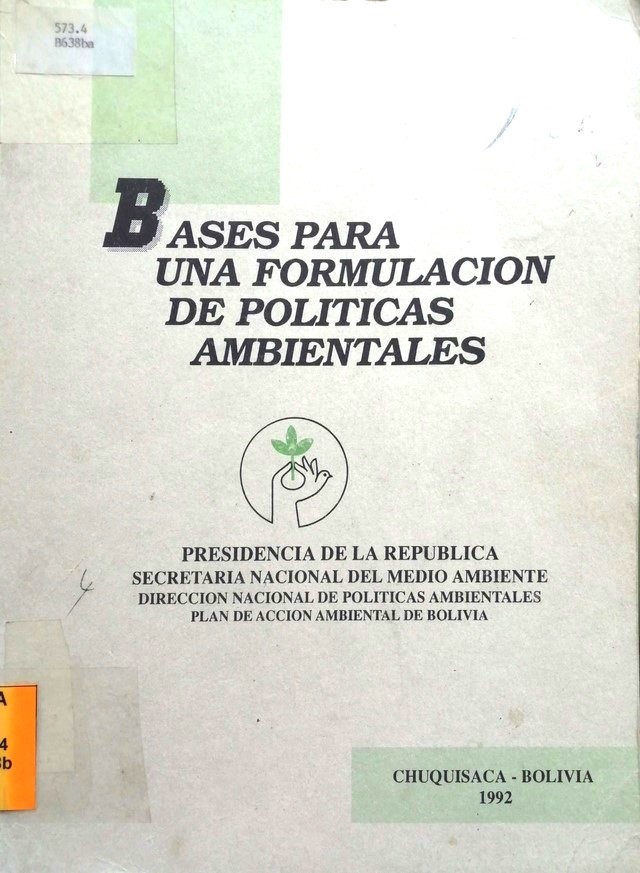 573.4
B638ba
BASES PARA
UNA FORMULACION
DE POLITICAS
AMBIENTALES
PRESIDENCIA DE LA REPUBLICA
SECRETARIA NACIONAL DEL MEDIO AMBIENTE
DIRECCION NACIONAL DE POLITICAS AMBIENTALES
PLAN DE ACCION AMBIENTAL DE BOLIVIA
A
4
b
CHUQUISACA - BOLIVIA
1992